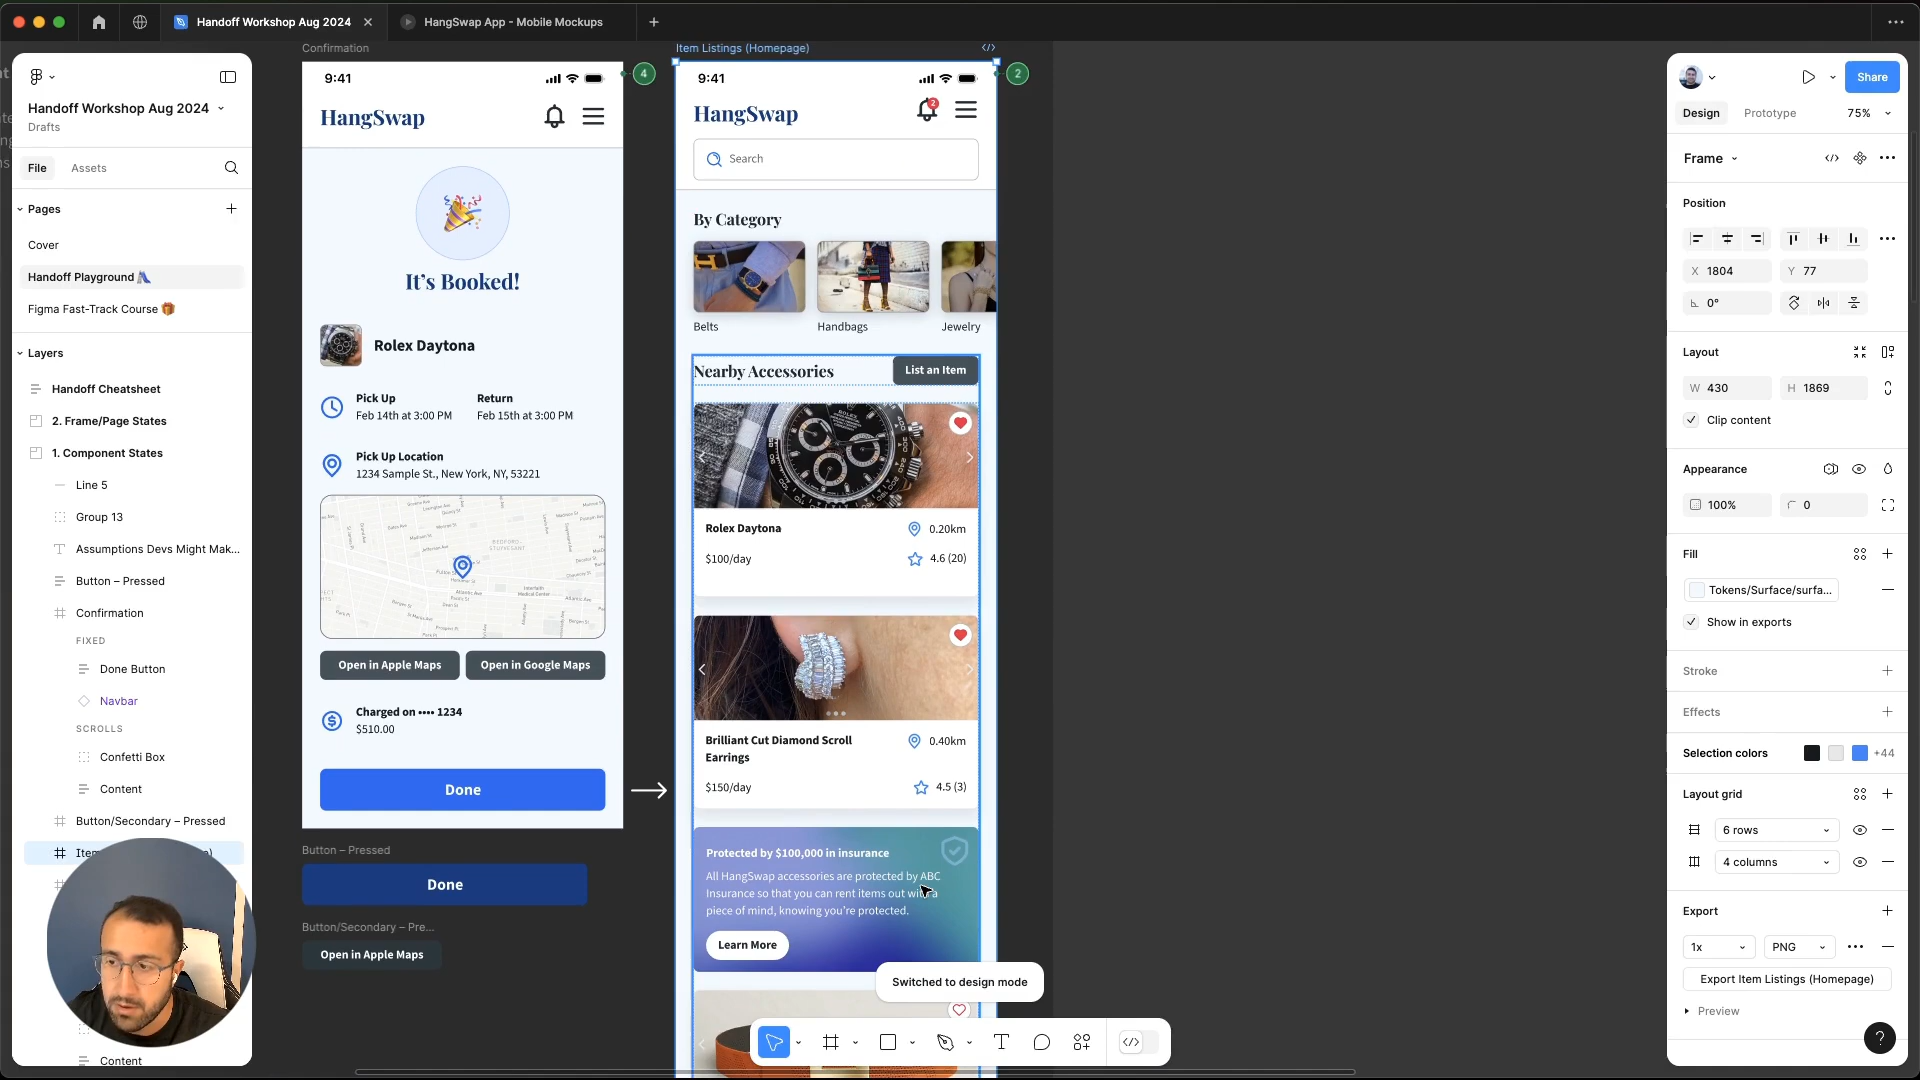 Handoff Workshop Aug 2024
HangSwap App - Mobile Mockups
Handoff Workshop Aug 2024
Drafts
File
Assets
Pages
Cover
Handoff Playground
Figma Fast-Track Course
Layers
Handoff Cheatsheet
2. Frame/Page States
1. Component States
Line 5
Group 13
Assumptions Devs Might Mak...
Button – Pressed
Confirmation
FIXED
Done Button
Navbar
SCROLLS
Confetti Box
Content
Button/Secondary – Pressed
Content
Confirmation
9:41
4
HangSwap
It's Booked!
Rolex Daytona
Pick Up
Return
Feb 14th at 3:00 PM
Feb 15th at 3:00 PM
Pick Up Location
1234 Sample St., New York, NY, 53221
Open in Apple Maps
Open in Google Maps
Charged on •••• 1234
$510.00
Done
Button – Pressed
Done
Button/Secondary – Pre...
Open in Apple Maps
Item Listings (Homepage)
9:41
2
HangSwap
2
Search
By Category
Belts
Handbags
Jewelry
Nearby Accessories
List an Item
Rolex Daytona
0.20km
$100/day
4.6 (20)
Brilliant Cut Diamond Scroll
Earrings
0.40km
$150/day
4.5 (3)
Protected by $100,000 in insurance
All HangSwap accessories are protected by ABC
Insurance so that you can rent items out with a
piece of mind, knowing you're protected.
Learn More
Switched to design mode
Share
Design
Prototype
75%
Frame
Position
X 1804
Y 77
0°
Layout
W 430
H 1869
Clip content
Appearance
100%
0
Fill
Tokens/Surface/surfa...
Show in exports
Stroke
Effects
Selection colors
+44
Layout grid
6 rows
4 columns
Export
1x
PNG
Export Item Listings (Homepage)
Preview
?